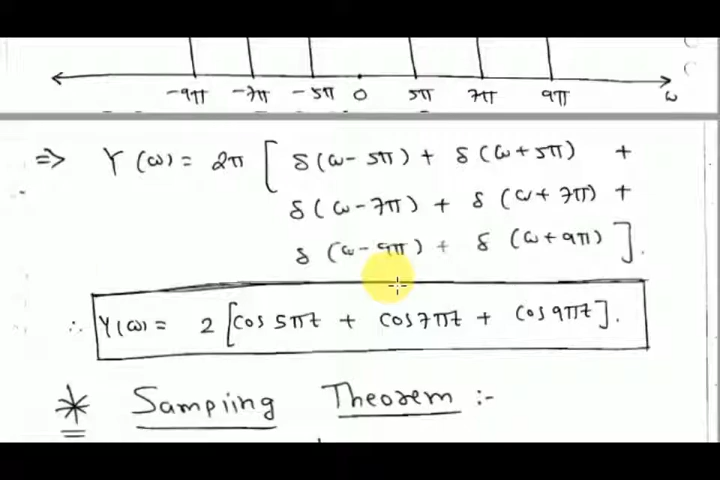 -9π -7π -5π 0 5π 7π 9π ω
=> Y(ω) = 2π [ δ(ω - 5π) + δ(ω + 5π) +
δ(ω - 7π) + δ(ω + 7π) +
δ(ω - 9π) + δ(ω + 9π) ].
∴ Y(ω) = 2 [cos 5πt + cos 7πt + cos 9πt].
* Sampiing Theorem :-